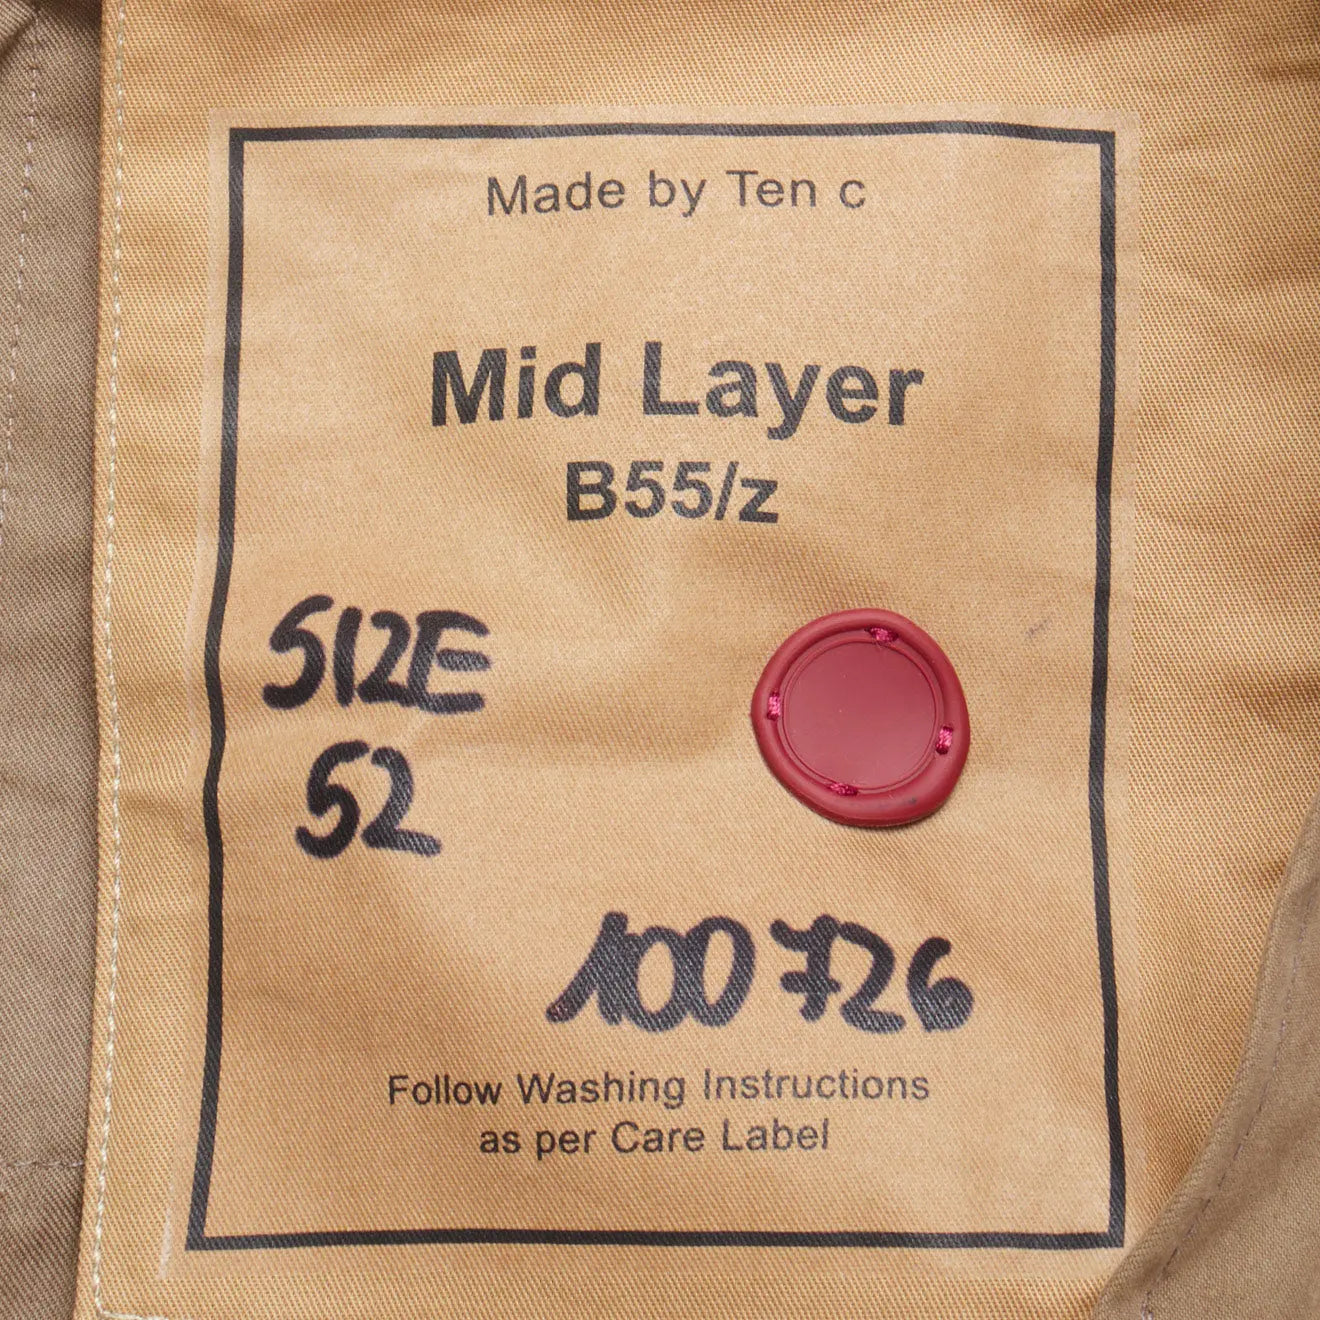 Made by Ten c
Mid Layer
B55/z
SIZE
52
100726
Follow Washing Instructions
as per Care Label